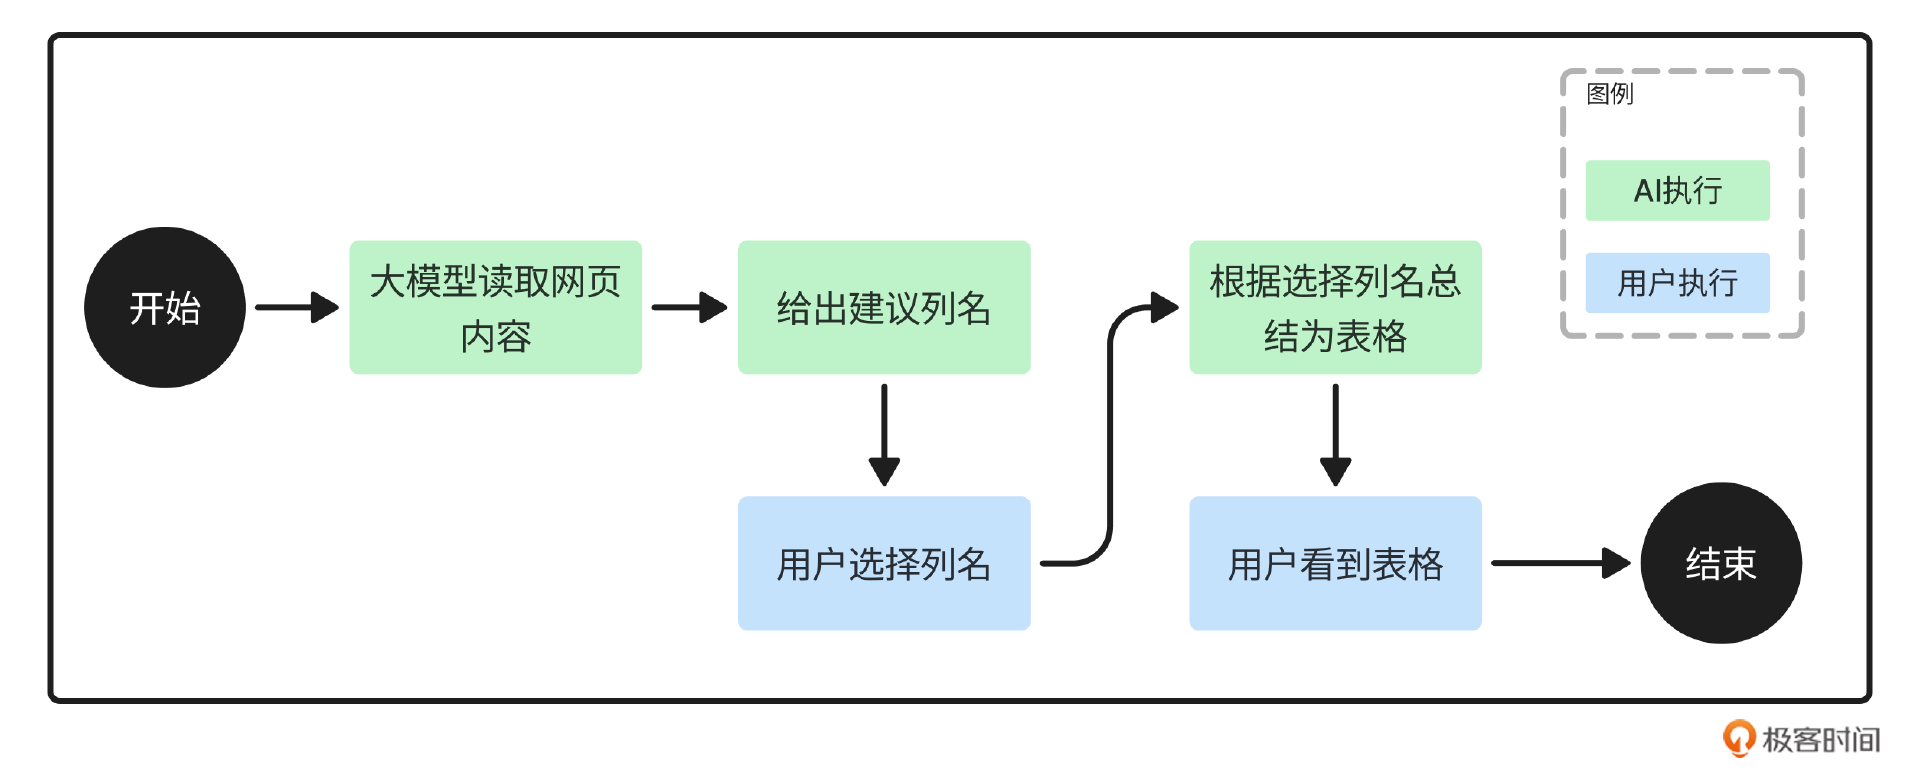 图例
AI执行
用户执行
开始
大模型读取网页
内容
给出建议列名
用户选择列名
根据选择列名总
结为表格
用户看到表格
结束
极客时间